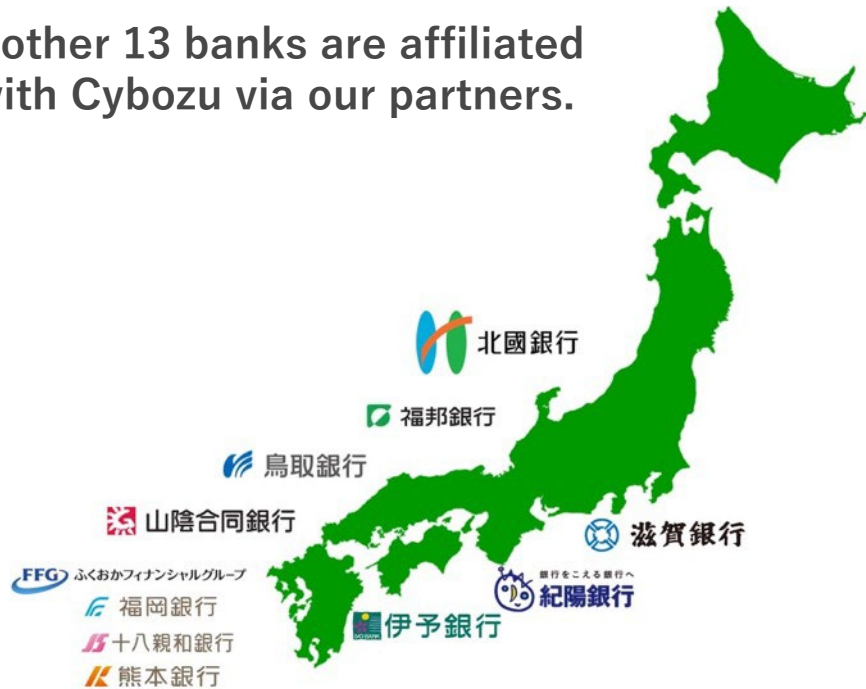 other 13 banks are affiliated
with Cybozu via our partners.
北國銀行
福邦銀行
鳥取銀行
山陰合同銀行
滋賀銀行
FFG ふくおかフィナンシャルグループ
銀行をこえる銀行へ
紀陽銀行
福岡銀行
IYO BANK 伊予銀行
十八親和銀行
熊本銀行